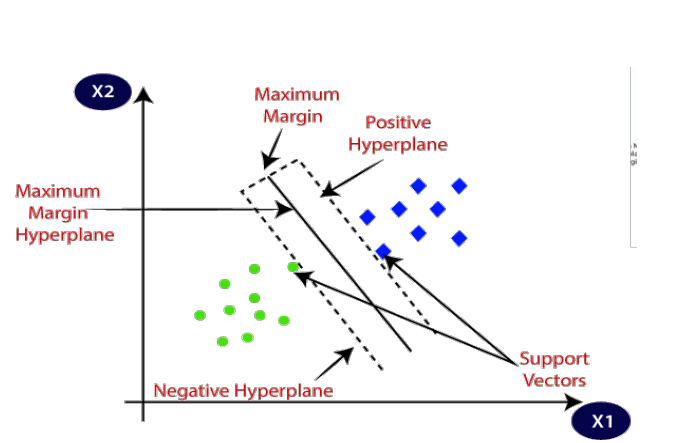 X2
Maximum
Margin
Positive
Hyperplane
Maximum
Margin
Hyperplane
Support
Vectors
Negative Hyperplane
X1